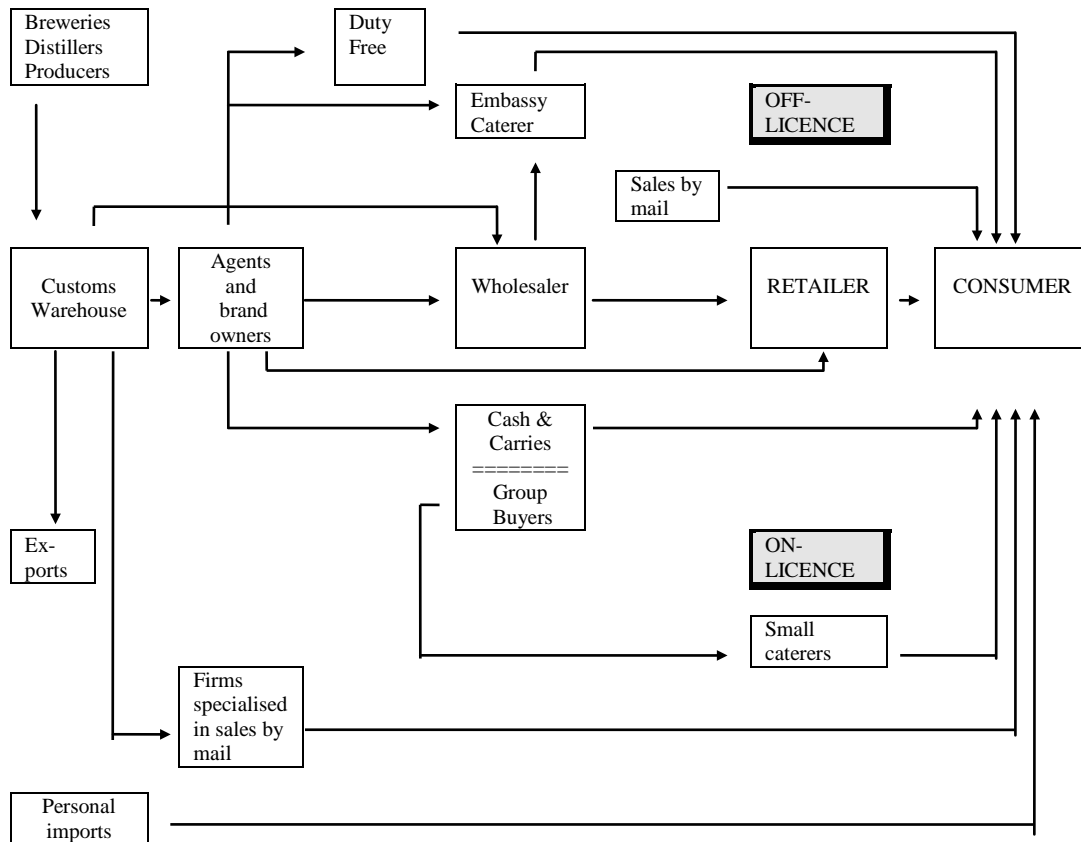 Breweries
Distillers
Producers
Duty
Free
Embassy
Caterer
OFF-
LICENCE
Sales by
mail
Customs
Warehouse
Agents
and
brand
owners
Wholesaler
RETAILER
CONSUMER
Cash &
Carries
========
Group
Buyers
Ex-
ports
ON-
LICENCE
Small
caterers
Firms
specialised
in sales by
mail
Personal
imports